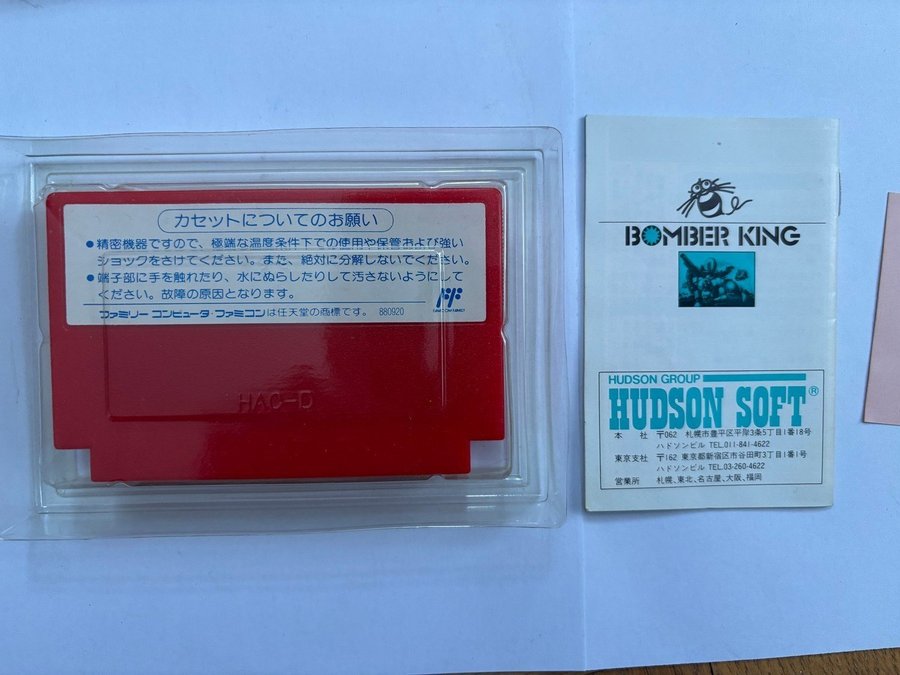 カセットについてのお願い
●精密機器ですので、極端な温度条件下での使用や保管および強い
ショックをさけてください。また、絶対に分解しないでください。
●端子部に手を触れたり、水にぬらしたりして汚さないようにして
ください。故障の原因となります。
ファミリーコンピュータ・ファミコンは任天堂の商標です。 880920
HAC-D
BOMBER KING
HUDSON GROUP
HUDSON SOFT®
本社 〒062 札幌市豊平区平岸3条5丁目1番18号
ハドソンビル TEL.011-841-4622
東京支社 〒162 東京都新宿区市谷田町3丁目1番1号
ハドソンビル TEL.03-260-4622
営業所 札幌、東北、名古屋、大阪、福岡